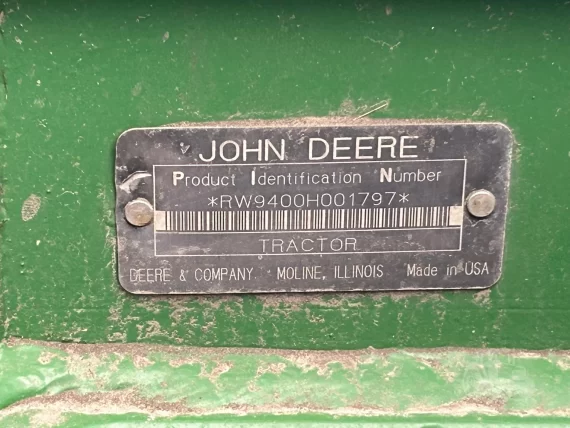 JOHN DEERE
Product Identification Number
*RW9400H001797*
TRACTOR
DEERE & COMPANY MOLINE, ILLINOIS Made in USA